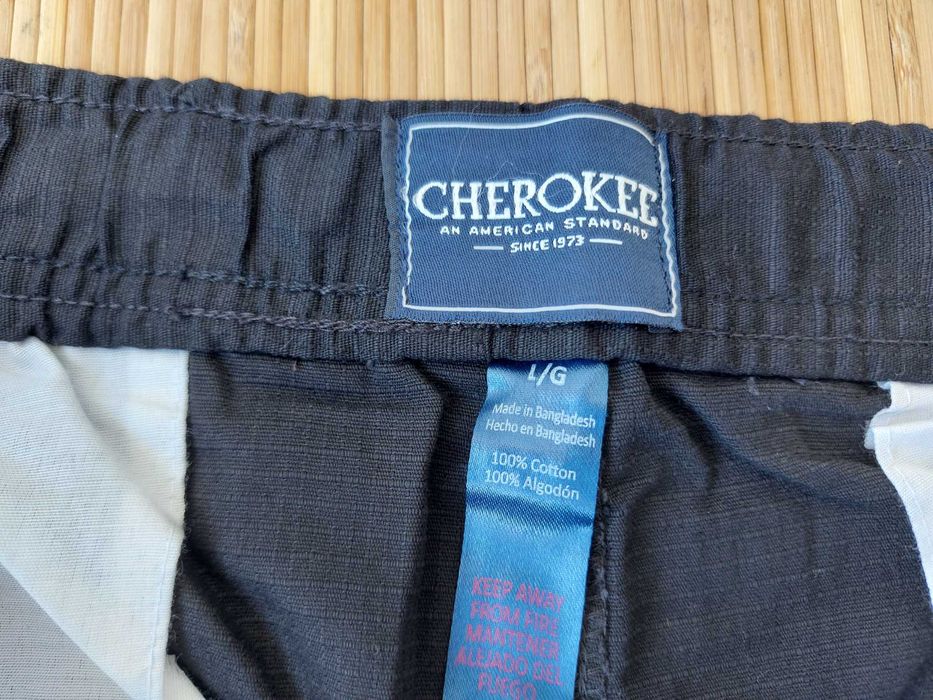 CHEROKEE
AN AMERICAN STANDARD
SINCE 1973
L/G
Made in Bangladesh
Hecho en Bangladesh
100% Cotton
100% Algodón
KEEP AWAY
FROM FIRE
MANTENER
ALEJADO DEL
FUEGO